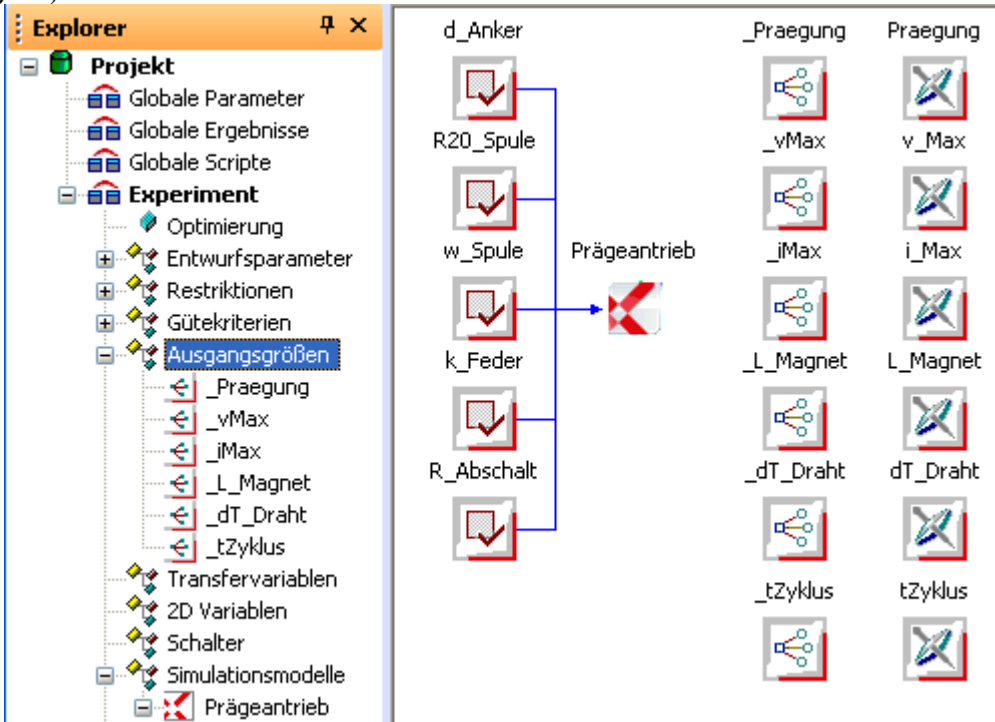 Explorer
Projekt
Globale Parameter
Globale Ergebnisse
Globale Scripte
Experiment
Optimierung
Entwurfsparameter
Restriktionen
Gütekriterien
Ausgangsgrößen
_Praegung
_vMax
_iMax
_L_Magnet
_dT_Draht
_tZyklus
Transfervariablen
2D Variablen
Schalter
Simulationsmodelle
Prägeantrieb
d_Anker _Praegung Praegung
R20_Spule _vMax v_Max
w_Spule Prägeantrieb _iMax i_Max
k_Feder _L_Magnet L_Magnet
R_Abschalt _dT_Draht dT_Draht
_tZyklus tZyklus